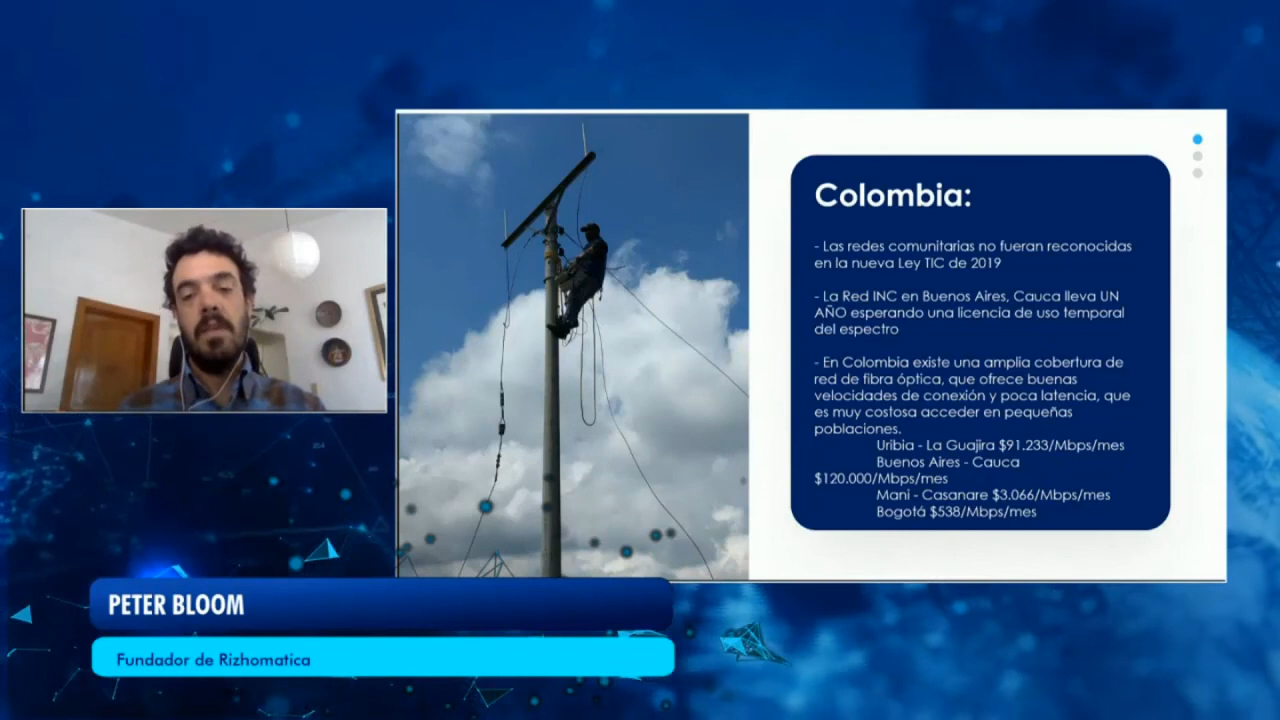 Colombia:
- Las redes comunitarias no fueran reconocidas
en la nueva Ley TIC de 2019
- La Red INC en Buenos Aires, Cauca lleva UN
AÑO esperando una licencia de uso temporal
del espectro
- En Colombia existe una amplia cobertura de
red de fibra óptica, que ofrece buenas
velocidades de conexión y poca latencia, que
es muy costosa acceder en pequeñas
poblaciones.
Uribia - La Guajira $91.233/Mbps/mes
Buenos Aires - Cauca
$120.000/Mbps/mes
Mani - Casanare $3.066/Mbps/mes
Bogotá $538/Mbps/mes
PETER BLOOM
Fundador de Rizhomatica